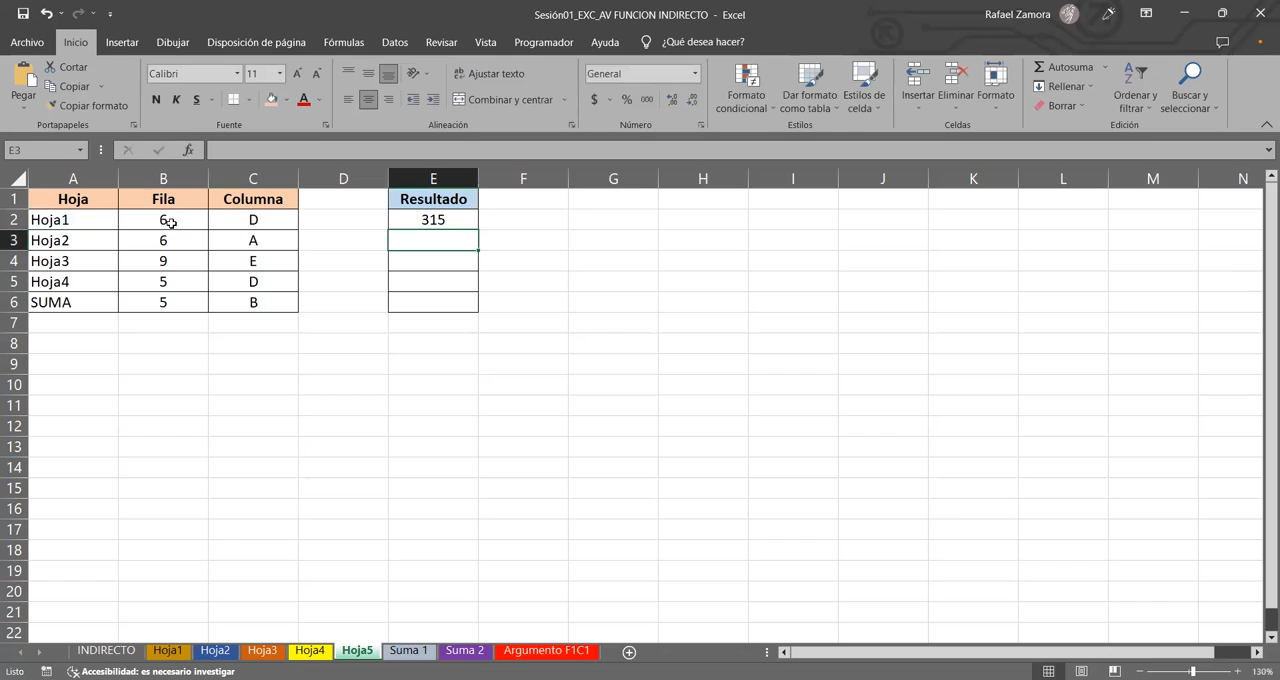 Sesión01_EXC_AV FUNCION INDIRECTO - Excel
Rafael Zamora
Archivo Inicio Insertar Dibujar Disposición de página Fórmulas Datos Revisar Vista Programador Ayuda ¿Qué desea hacer?
Pegar
Cortar
Copiar
Copiar formato
Portapapeles
Calibri 11
N K S
Fuente
Ajustar texto
Combinar y centrar
Alineación
General
$ % 000
Número
Formato condicional
Dar formato como tabla
Estilos de celda
Estilos
Insertar Eliminar Formato
Celdas
Autosuma
Rellenar
Borrar
Ordenar y filtrar
Buscar y seleccionar
Edición
E3 fx
A B C D E F G H I J K L M N
1 Hoja Fila Columna Resultado
2 Hoja1 6 D 315
3 Hoja2 6 A
4 Hoja3 9 E
5 Hoja4 5 D
6 SUMA 5 B
7
8
9
10
11
12
13
14
15
16
17
18
19
20
21
22
INDIRECTO Hoja1 Hoja2 Hoja3 Hoja4 Hoja5 Suma 1 Suma 2 Argumento F1C1
Listo Accesibilidad: es necesario investigar 130%